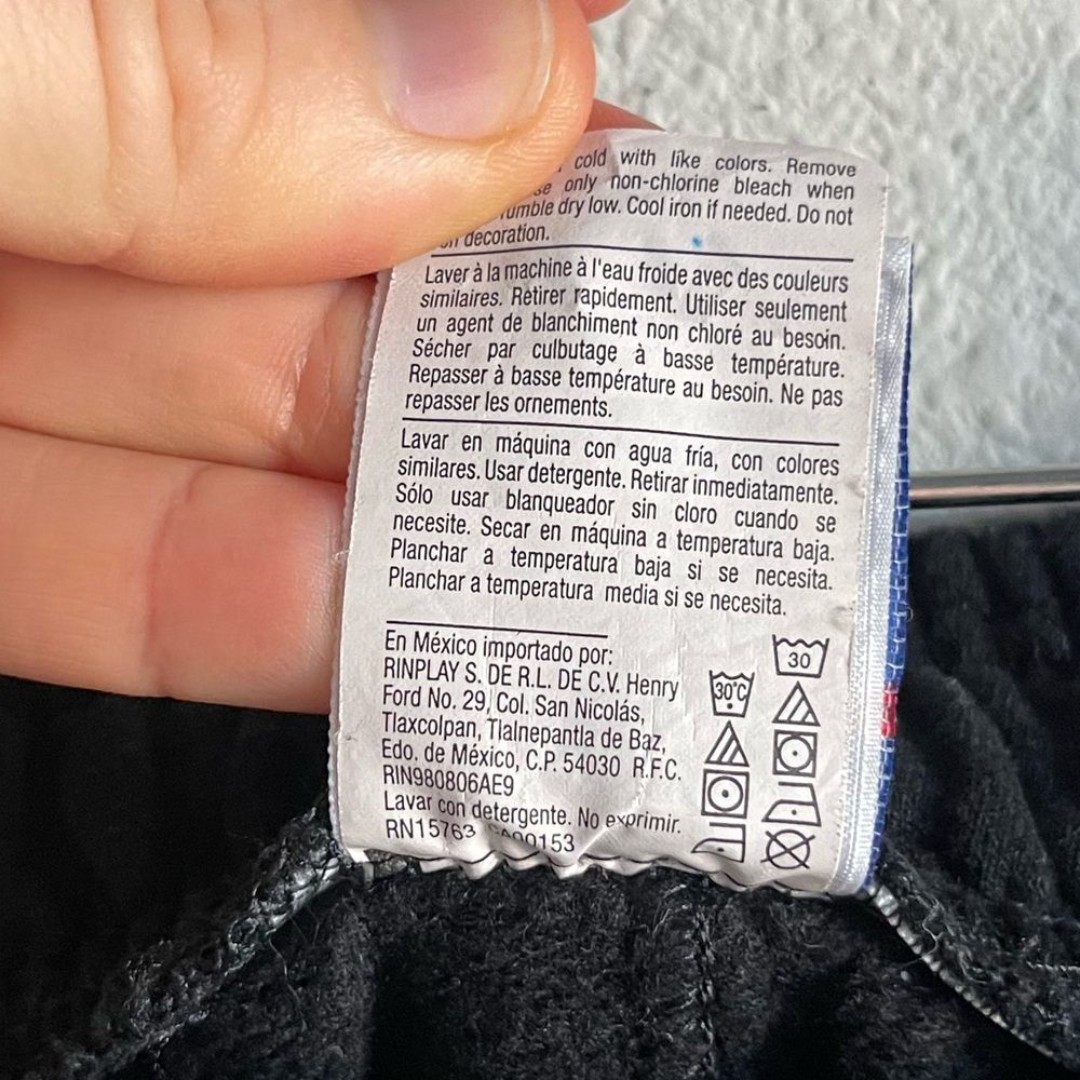 cold with like colors. Remove
only non-chlorine bleach when
dry low. Cool iron if needed. Do not
decoration.
Laver à la machine à l'eau froide avec des couleurs
similaires. Retirer rapidement. Utiliser seulement
un agent de blanchiment non chloré au besoin.
Sécher par culbutage à basse température.
Repasser à basse température au besoin. Ne pas
repasser les ornements.
Lavar en máquina con agua fría, con colores
similares. Usar detergente. Retirar inmediatamente.
Sólo usar blanqueador sin cloro cuando se
necesite. Secar en máquina a temperatura baja.
Planchar a temperatura baja si se necesita.
Planchar a temperatura media si se necesita.
En México importado por:
RINPLAY S. DE R.L. DE C.V. Henry
Ford No. 29, Col. San Nicolás,
Tlaxcolpan, Tlalnepantla de Baz,
Edo. de México, C.P. 54030 R.F.C.
RIN980806AE9
Lavar con detergente. No exprimir.
RN15763
30°C
30